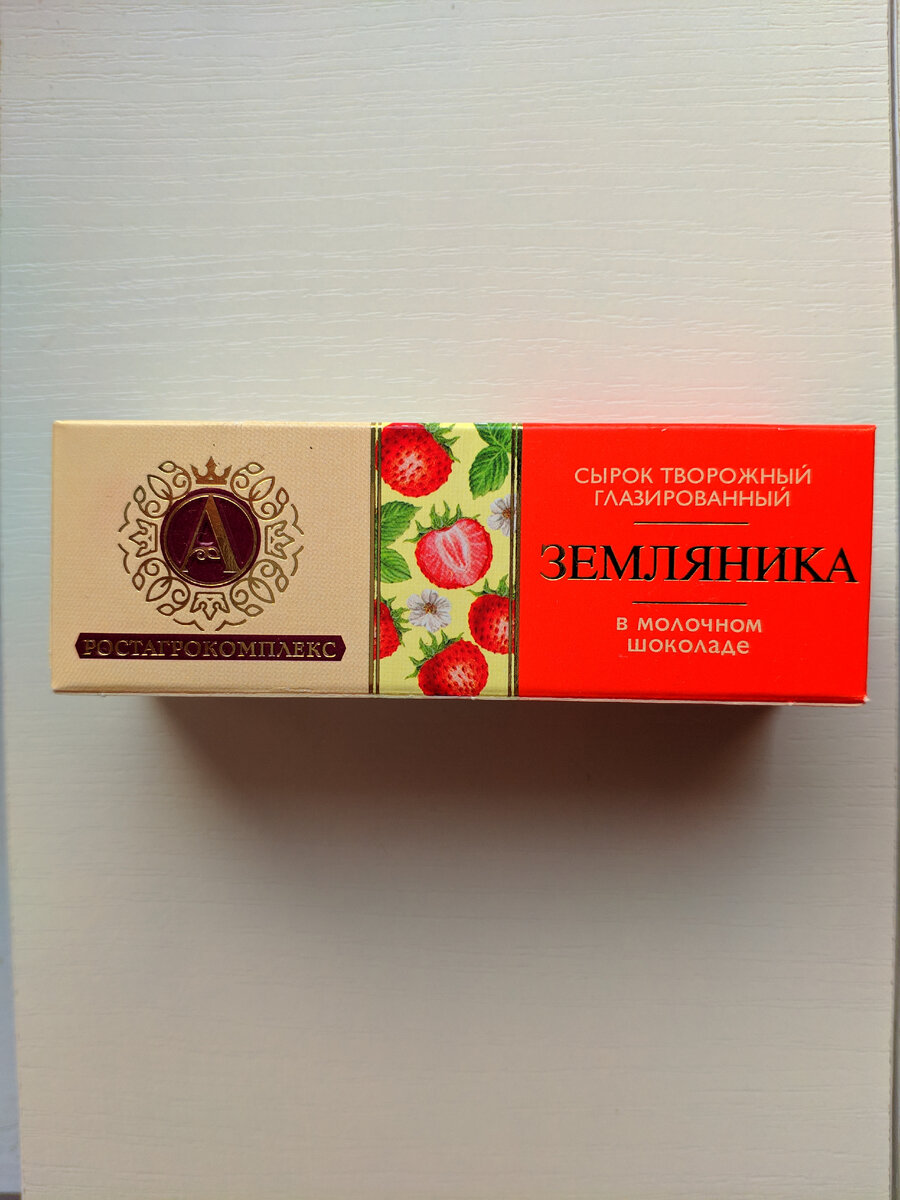 А
РОСТАГРОКОМПЛЕКС
СЫРОК ТВОРОЖНЫЙ
ГЛАЗИРОВАННЫЙ
ЗЕМЛЯНИКА
В МОЛОЧНОМ
ШОКОЛАДЕ